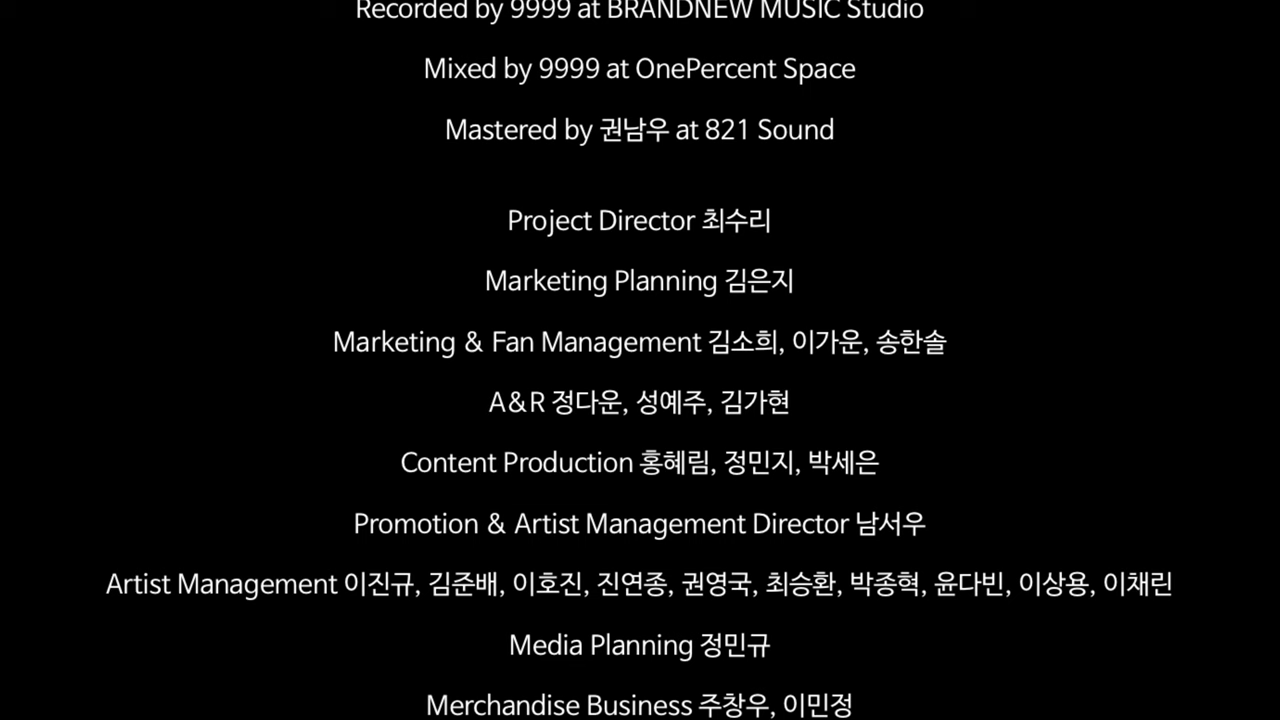 Recorded by 9999 at BRANDNEW MUSIC Studio
Mixed by 9999 at OnePercent Space
Mastered by 권남우 at 821 Sound
Project Director 최수리
Marketing Planning 김은지
Marketing & Fan Management 김소희, 이가운, 송한솔
A&R 정다운, 성예주, 김가현
Content Production 홍혜림, 정민지, 박세은
Promotion & Artist Management Director 남서우
Artist Management 이진규, 김준배, 이호진, 진연종, 권영국, 최승환, 박종혁, 윤다빈, 이상용, 이채린
Media Planning 정민규
Merchandise Business 주창우, 이민정